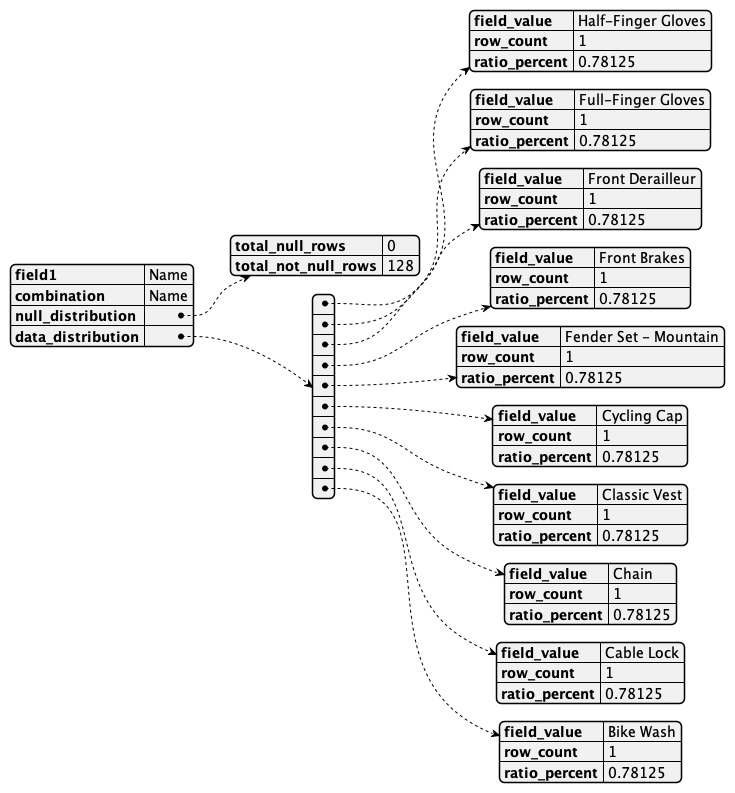 field1 Name
combination Name
null_distribution
data_distribution
total_null_rows 0
total_not_null_rows 128
field_value Half-Finger Gloves
row_count 1
ratio_percent 0.78125
field_value Full-Finger Gloves
row_count 1
ratio_percent 0.78125
field_value Front Derailleur
row_count 1
ratio_percent 0.78125
field_value Front Brakes
row_count 1
ratio_percent 0.78125
field_value Fender Set - Mountain
row_count 1
ratio_percent 0.78125
field_value Cycling Cap
row_count 1
ratio_percent 0.78125
field_value Classic Vest
row_count 1
ratio_percent 0.78125
field_value Chain
row_count 1
ratio_percent 0.78125
field_value Cable Lock
row_count 1
ratio_percent 0.78125
field_value Bike Wash
row_count 1
ratio_percent 0.78125